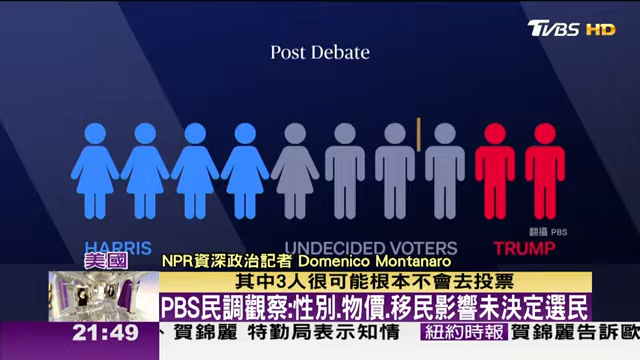 TVBS HD
Post Debate
翻攝 PBS
HARRIS UNDECIDED VOTERS TRUMP
美國 NPR資深政治記者 Domenico Montanaro
其中3人很可能根本不會去投票
PBS民調觀察:性別.物價.移民影響未決定選民
21:49 、賀錦麗 特勤局表示知情 紐約時報 賀錦麗告訴歐